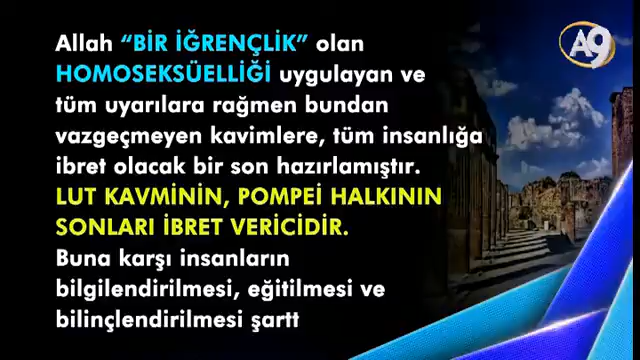 A9
Allah “BİR İĞRENÇLİK” olan
HOMOSEKSÜELLİĞİ uygulayan ve
tüm uyarılara rağmen bundan
vazgeçmeyen kavimlere, tüm insanlığa
ibret olacak bir son hazırlamıştır.
LUT KAVMİNİN, POMPEİ HALKININ
SONLARI İBRET VERİCİDİR.
Buna karşı insanların
bilgilendirilmesi, eğitilmesi ve
bilinçlendirilmesi şartt